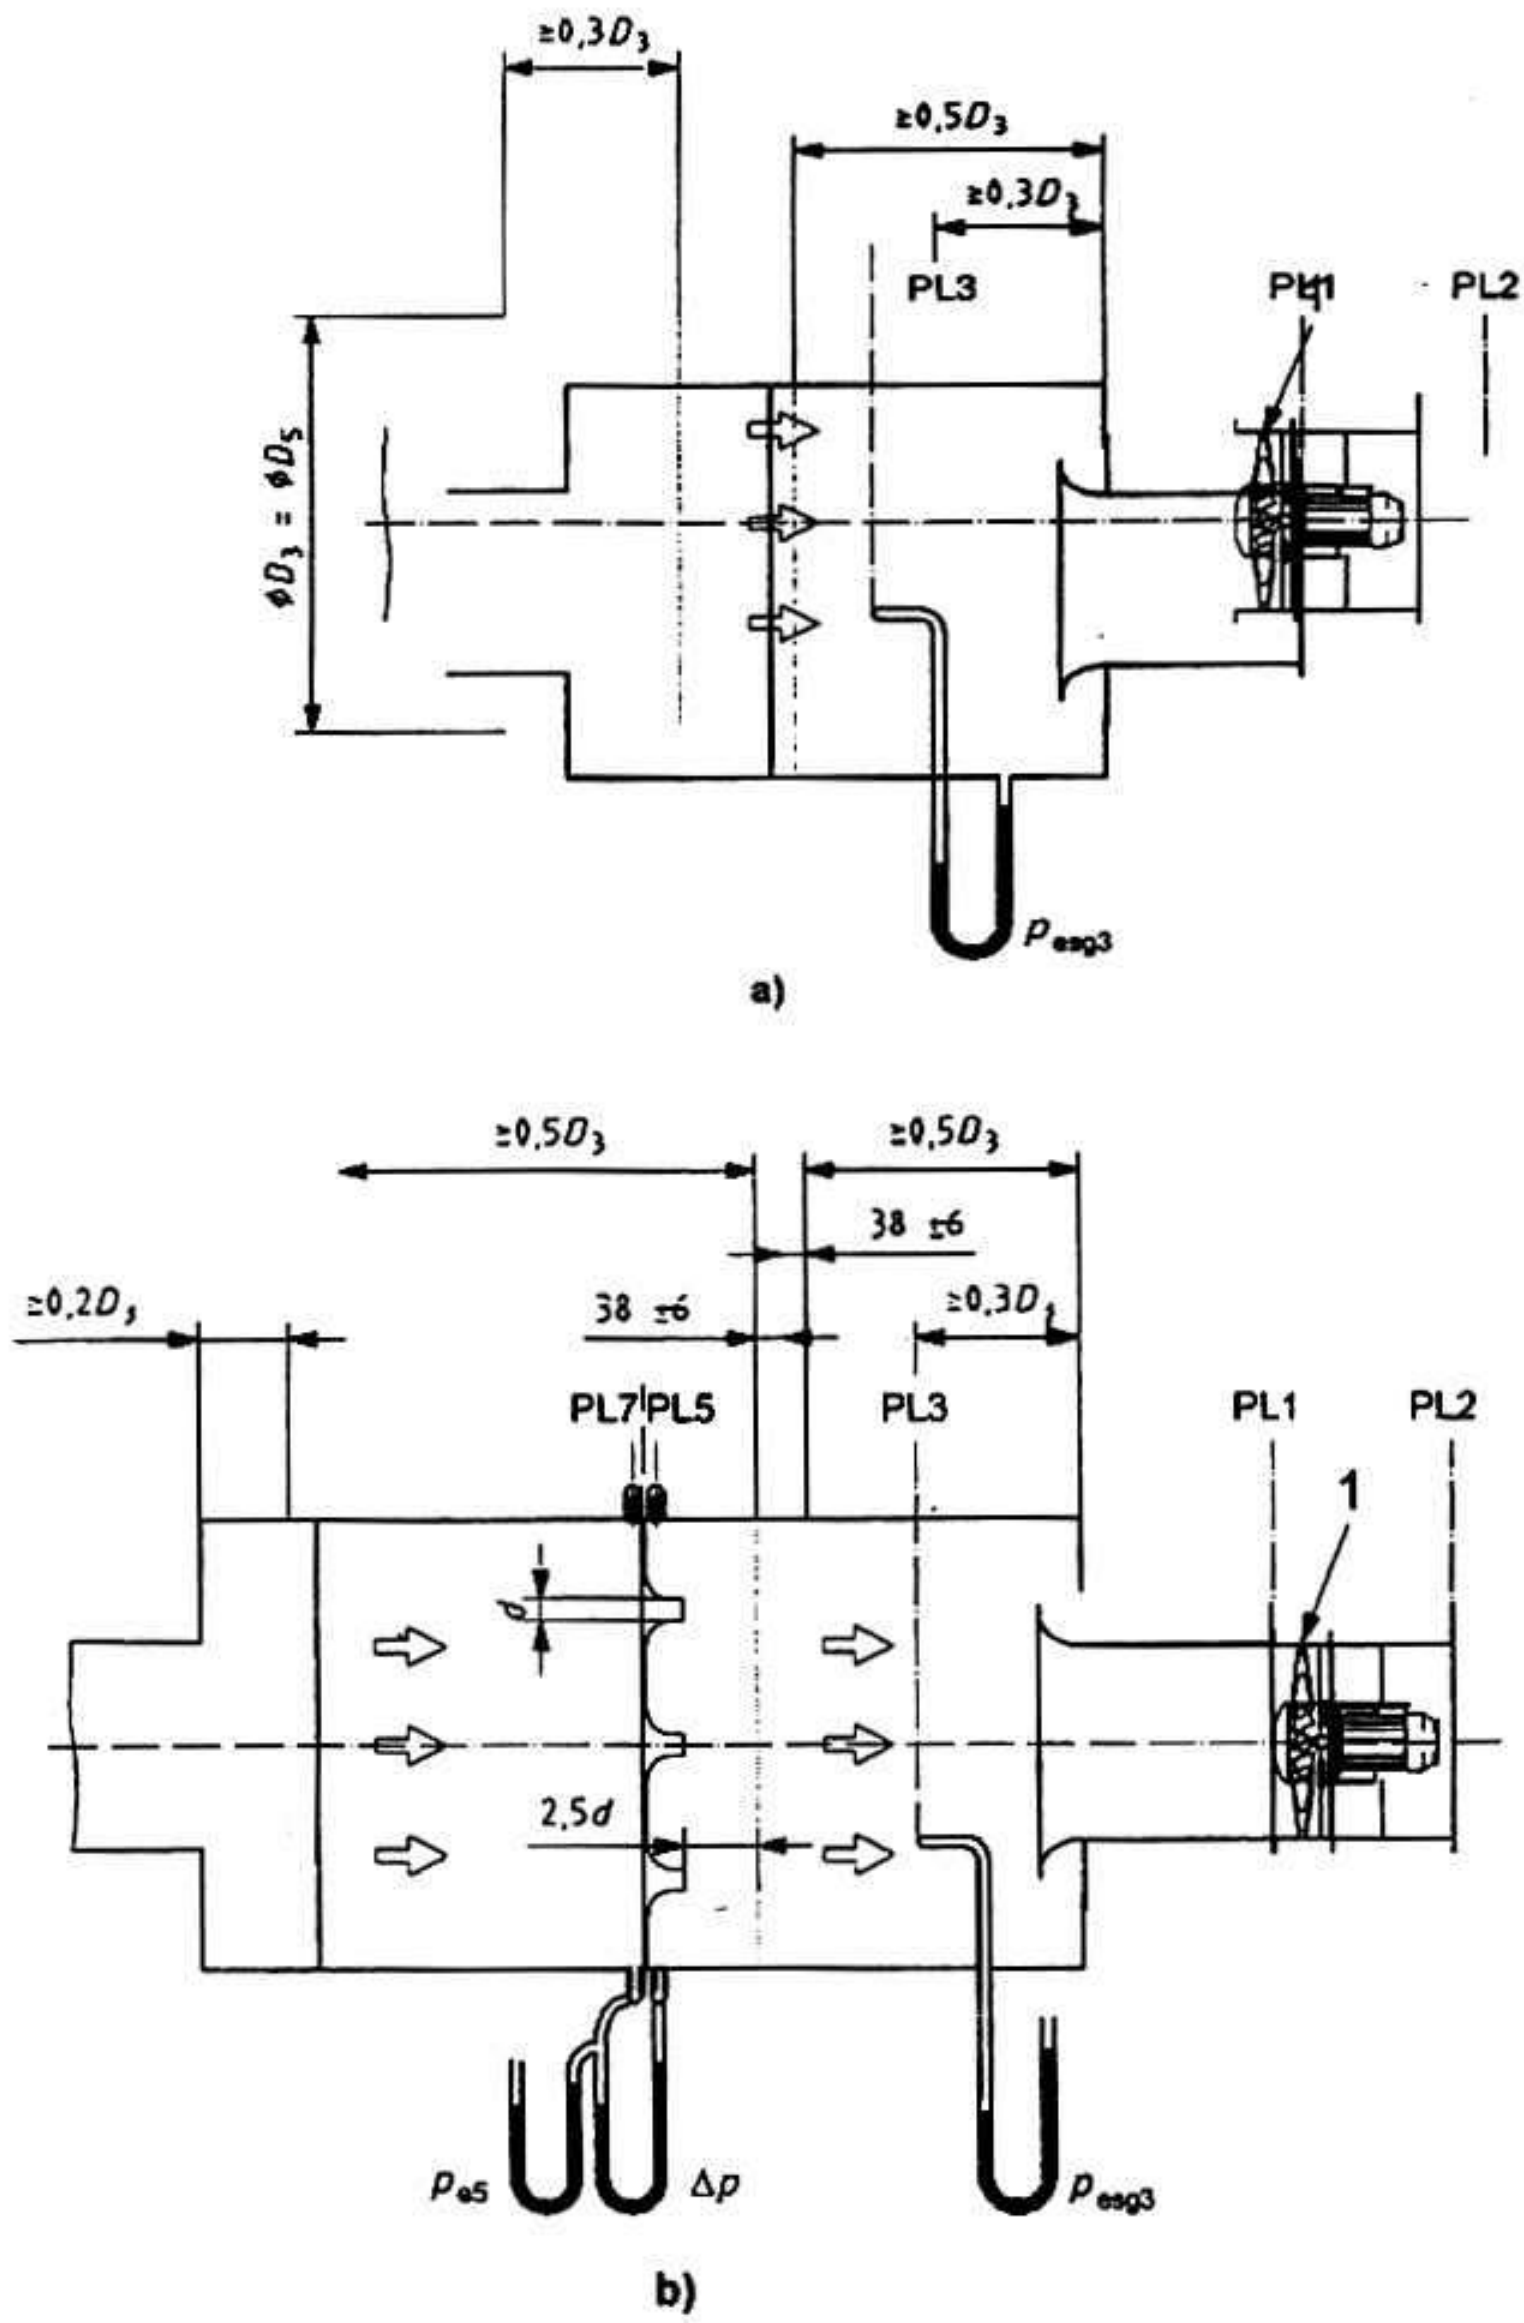 ≥0,3D₃
≥0,5D₃
≥0,3D₃
PL3
PL1
1
PL2
ϕD₃ = ϕD₅
pesg3
a)
≥0,5D₃
≥0,5D₃
38 ±6
≥0,2D₃
38 ±6
≥0,3D₃
PL7
PL5
PL3
PL1
PL2
1
d
2,5d
pe5
Δp
pesg3
b)